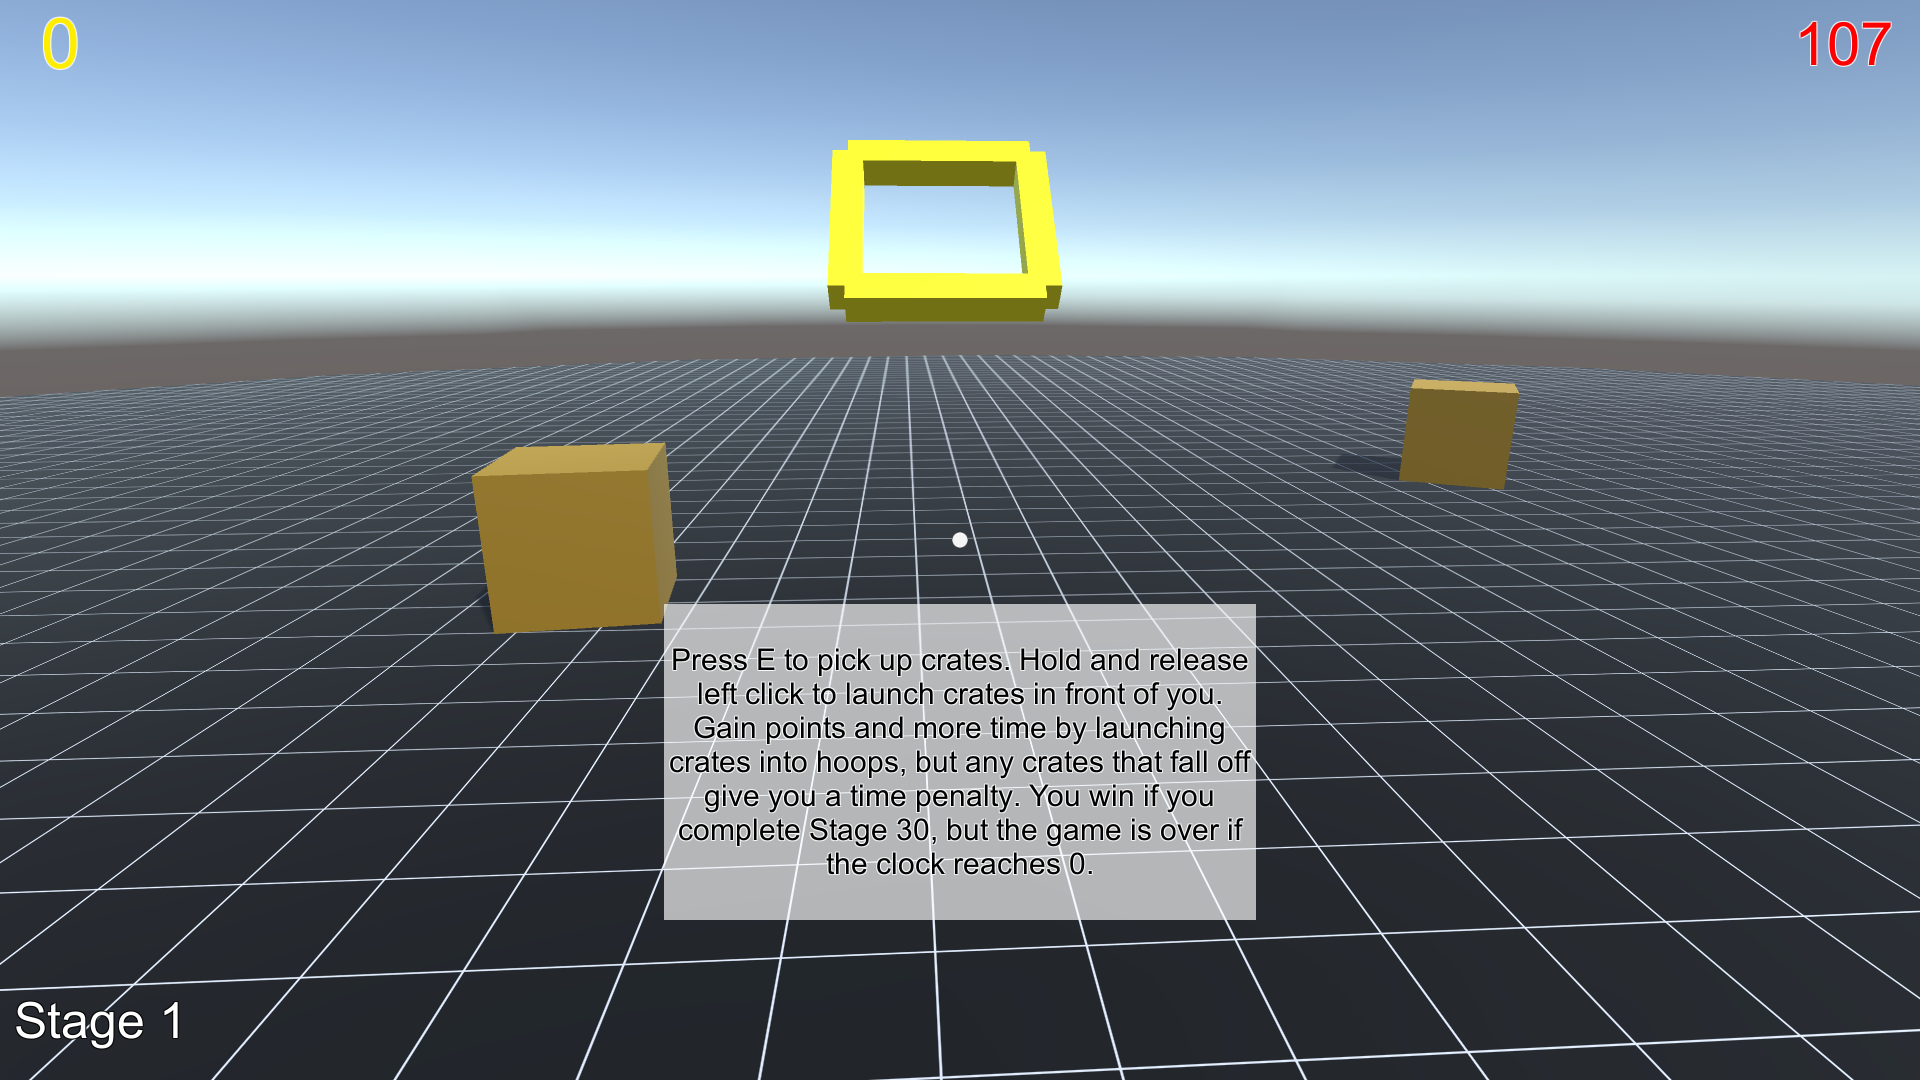 0
107
Press E to pick up crates. Hold and release
left click to launch crates in front of you.
Gain points and more time by launching
crates into hoops, but any crates that fall off
give you a time penalty. You win if you
complete Stage 30, but the game is over if
the clock reaches 0.
Stage 1